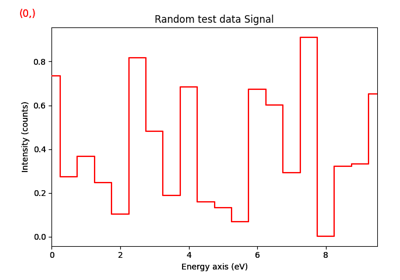 (0,)
Random test data Signal
Intensity (counts)
0.8
0.6
0.4
0.2
0.0
0 2 4 6 8
Energy axis (eV)